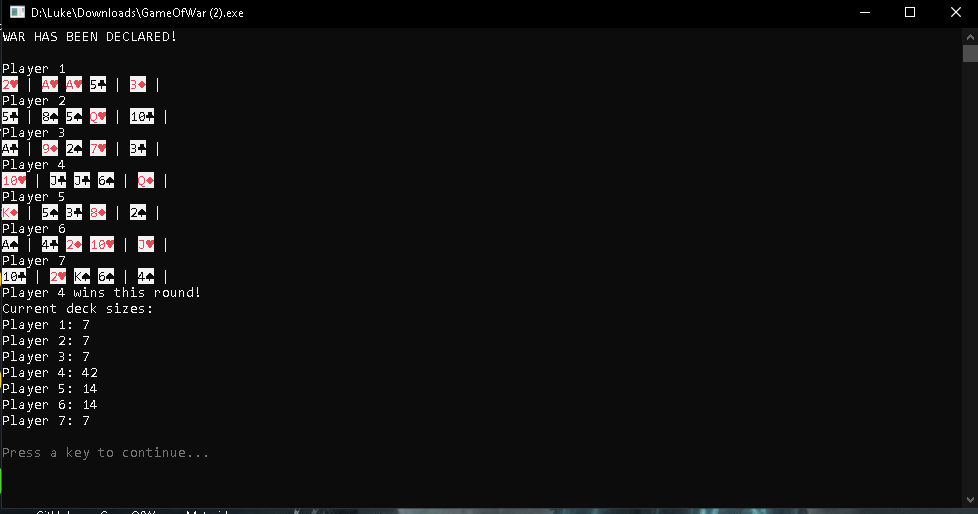 D:\Luke\Downloads\GameOfWar (2).exe
WAR HAS BEEN DECLARED!
Player 1
2♥ | A♥ A♥ 5♣ | 3♦ |
Player 2
5♣ | 8♠ 5♠ Q♥ | 10♣ |
Player 3
A♣ | 9♦ 2♠ 7♥ | 3♣ |
Player 4
10♥ | J♣ J♣ 6♠ | Q♦ |
Player 5
K♦ | 5♠ 3♣ 8♦ | 2♠ |
Player 6
A♠ | 4♣ 2♦ 10♥ | J♥ |
Player 7
10♣ | 2♥ K♠ 6♠ | 4♠ |
Player 4 wins this round!
Current deck sizes:
Player 1: 7
Player 2: 7
Player 3: 7
Player 4: 42
Player 5: 14
Player 6: 14
Player 7: 7
Press a key to continue...